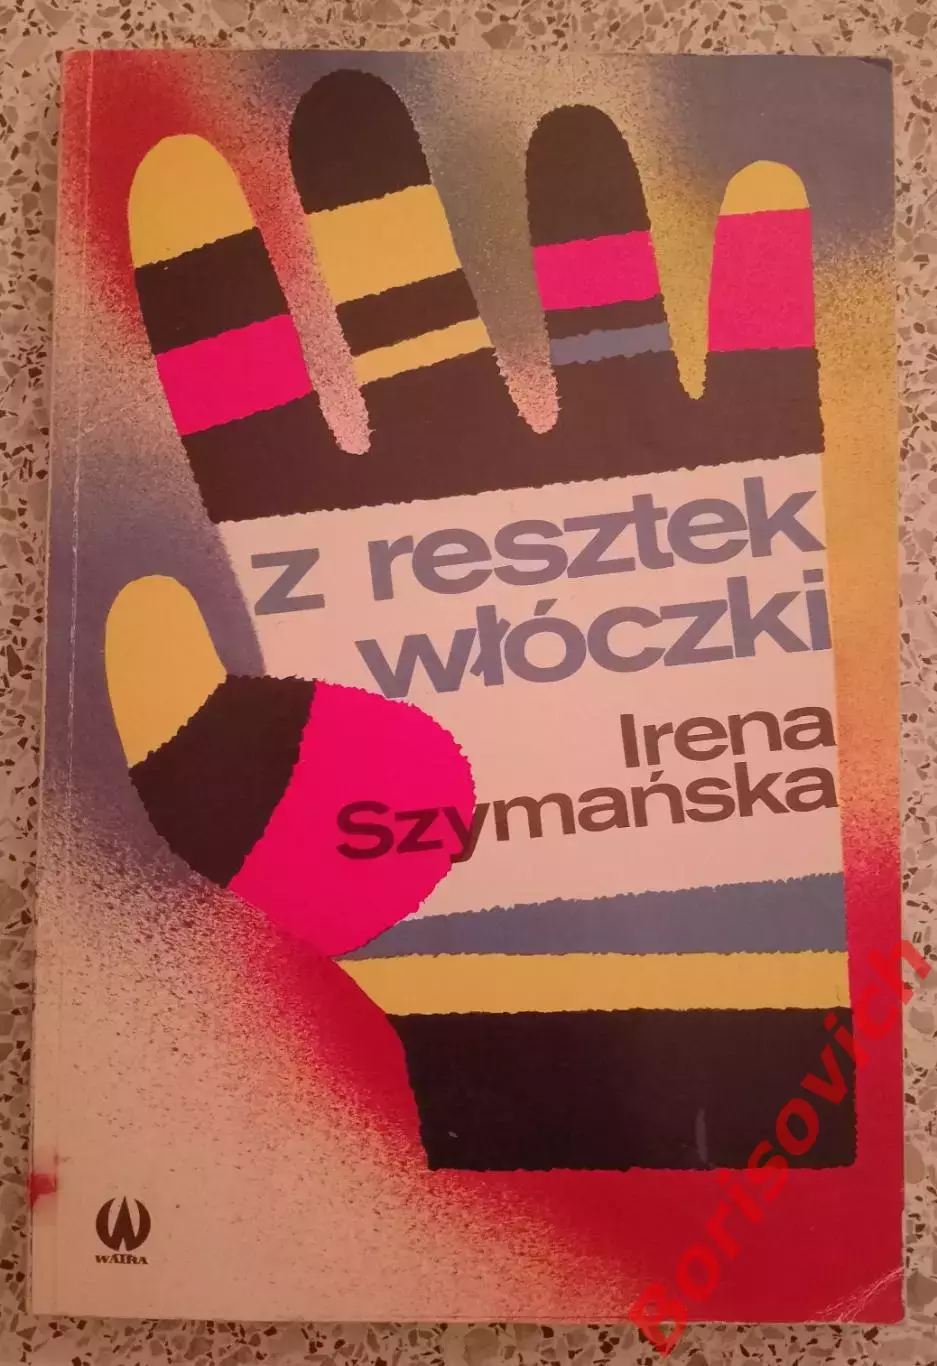 z resztek
włóczki
Irena
Szymańska
WATRA
Borisovich